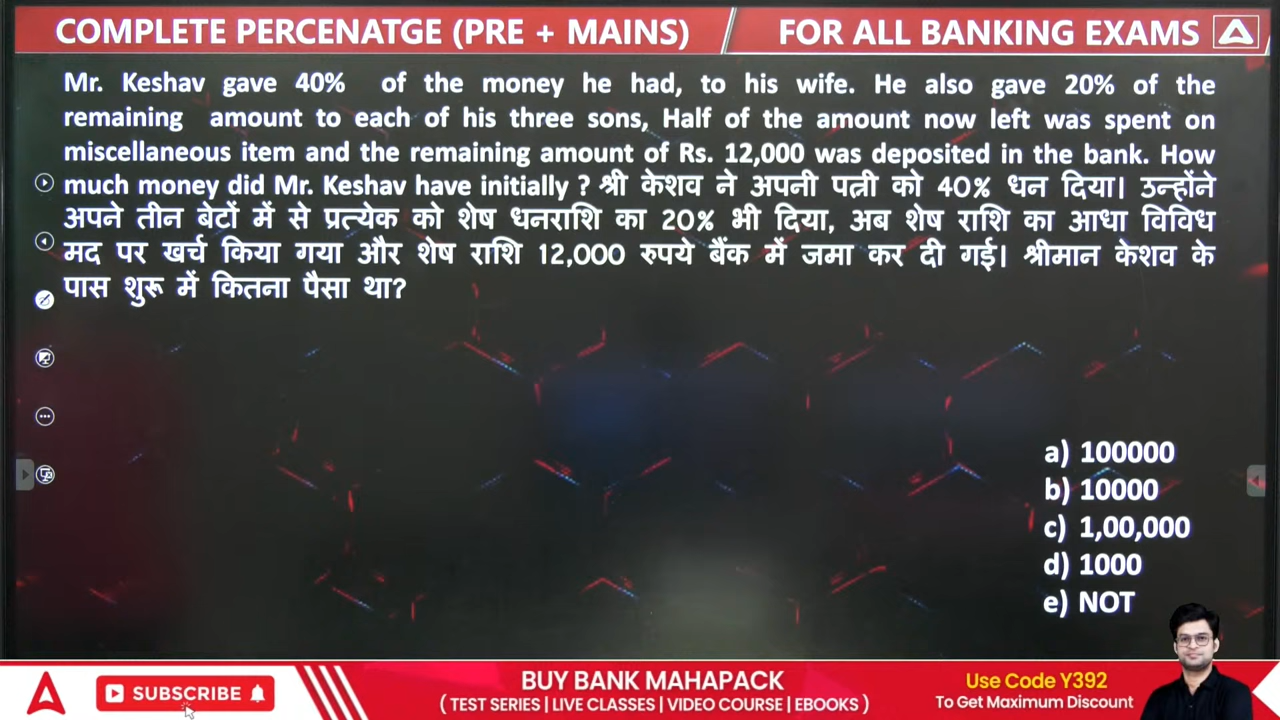 COMPLETE PERCENATGE (PRE + MAINS)
FOR ALL BANKING EXAMS
Mr. Keshav gave 40% of the money he had, to his wife. He also gave 20% of the
remaining amount to each of his three sons, Half of the amount now left was spent on
miscellaneous item and the remaining amount of Rs. 12,000 was deposited in the bank. How
much money did Mr. Keshav have initially ? श्री केशव ने अपनी पत्नी को 40% धन दिया। उन्होंने
अपने तीन बेटों में से प्रत्येक को शेष धनराशि का 20% भी दिया, अब शेष राशि का आधा विविध
मद पर खर्च किया गया और शेष राशि 12,000 रुपये बैंक में जमा कर दी गई। श्रीमान केशव के
पास शुरू में कितना पैसा था?
a) 100000
b) 10000
c) 1,00,000
d) 1000
e) NOT
SUBSCRIBE
BUY BANK MAHAPACK
( TEST SERIES | LIVE CLASSES | VIDEO COURSE | EBOOKS )
Use Code Y392
To Get Maximum Discount